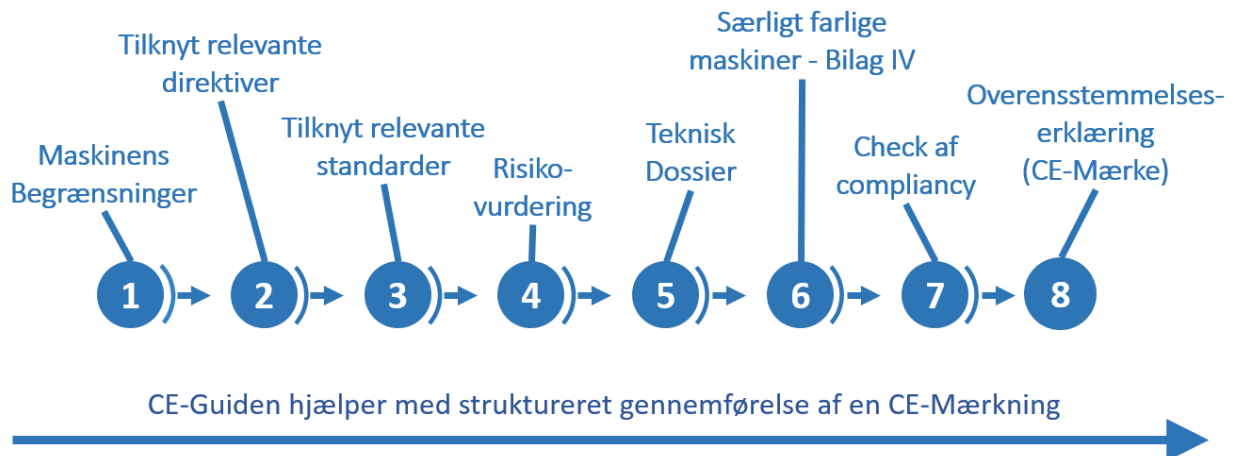 Maskinens
Begrænsninger
Tilknyt relevante
direktiver
Tilknyt relevante
standarder
Risiko-
vurdering
Teknisk
Dossier
Særligt farlige
maskiner - Bilag IV
Check af
compliancy
Overensstemmelses-
erklæring
(CE-Mærke)
1
2
3
4
5
6
7
8
CE-Guiden hjælper med struktureret gennemførelse af en CE-Mærkning